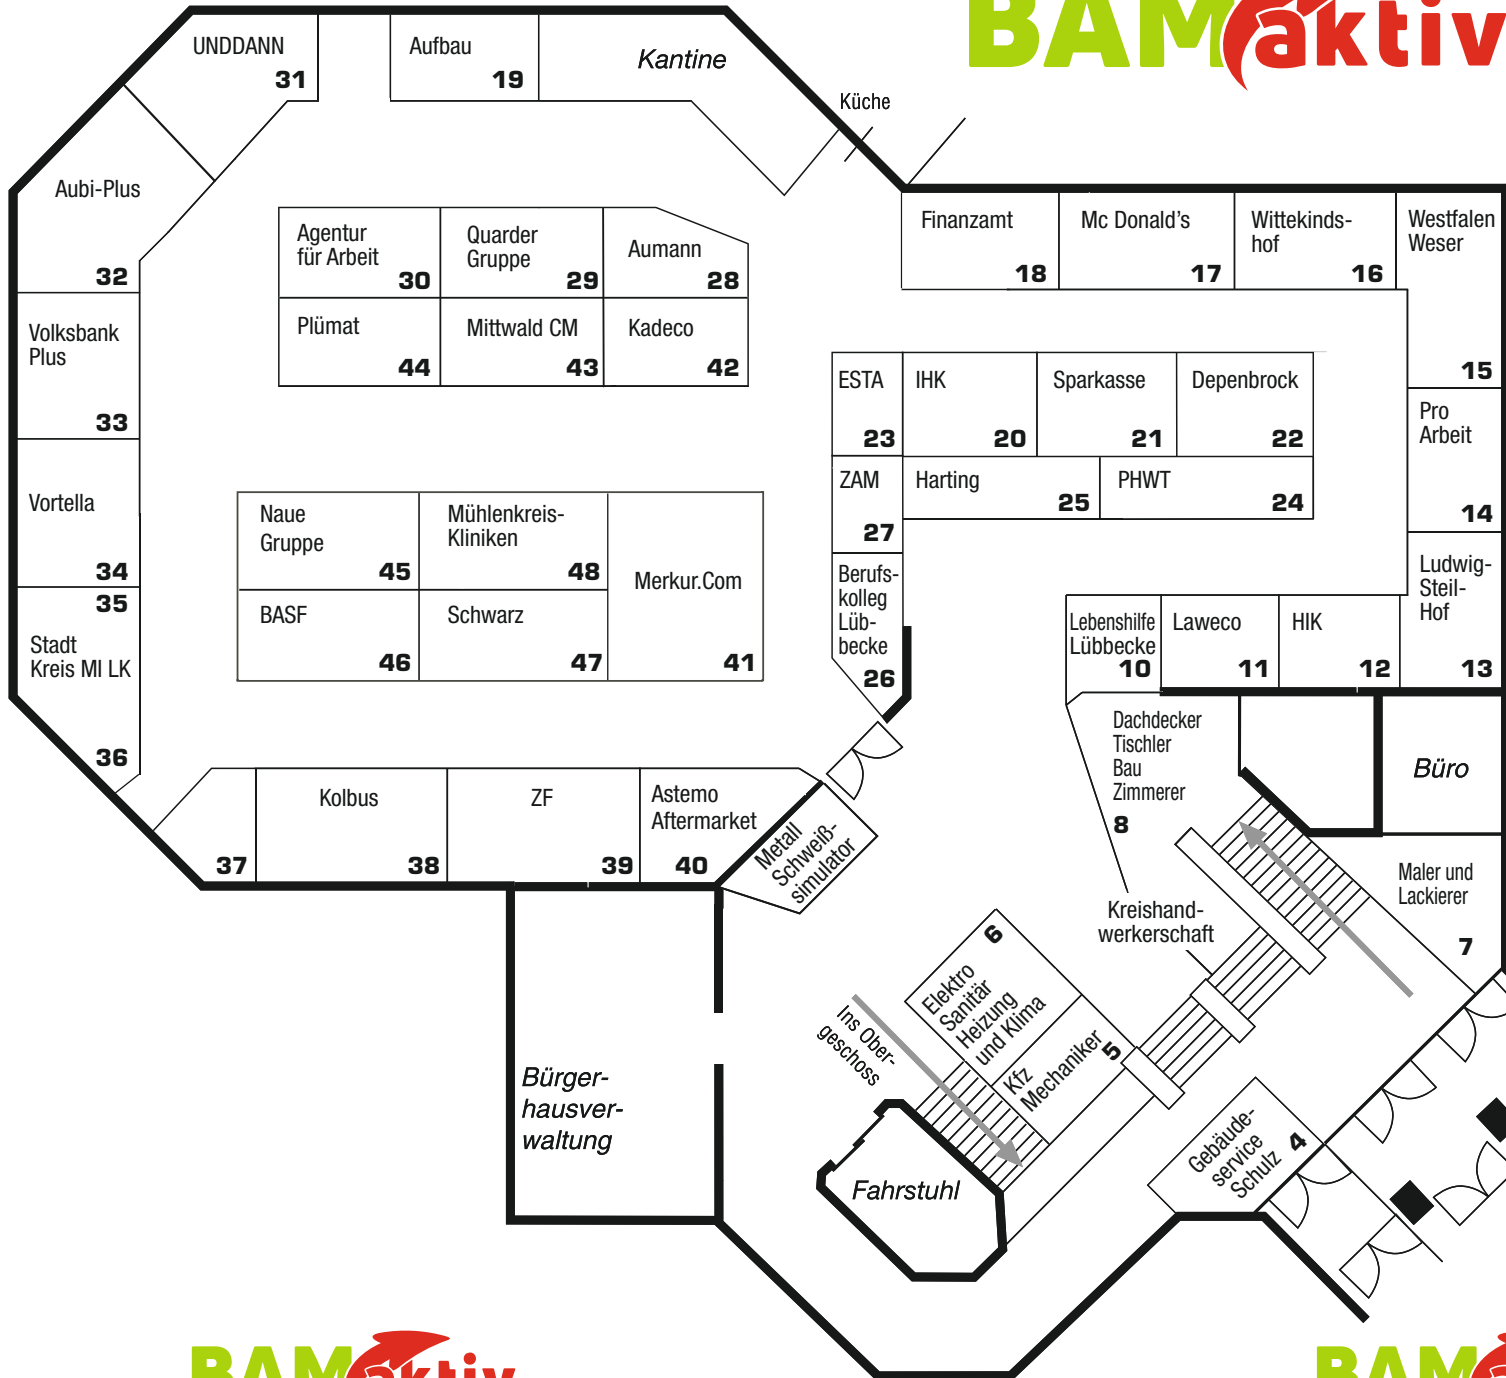 BAMaktiv
UNDDANN
31
Aufbau
19
Kantine
Küche
Aubi-Plus
32
Agentur
für Arbeit
30
Quarder
Gruppe
29
Aumann
28
Plümat
44
Mittwald CM
43
Kadeco
42
Finanzamt
18
Mc Donald's
17
Wittekinds-
hof
16
Westfalen
Weser
15
Volksbank
Plus
33
ESTA
23
IHK
20
Sparkasse
21
Depenbrock
22
Pro
Arbeit
14
ZAM
27
Harting
25
PHWT
24
Vortella
34
Naue
Gruppe
45
Mühlenkreis-
Kliniken
48
Merkur.Com
41
BASF
46
Schwarz
47
Berufs-
kolleg
Lüb-
becke
26
Ludwig-
Steil-
Hof
13
Lebenshilfe
Lübbecke
10
Laweco
11
HIK
12
35
Stadt
Kreis MI LK
36
37
Kolbus
38
ZF
39
Astemo
Aftermarket
40
Metall
Schweiß-
simulator
Dachdecker
Tischler
Bau
Zimmerer
8
Büro
Maler und
Lackierer
7
Kreishand-
werkerschaft
6
Elektro
Sanitär
Heizung
und Klima
Kfz
Mechaniker
5
Ins Ober-
geschoss
Bürger-
hausver-
waltung
Fahrstuhl
Gebäude-
service
Schulz
4
BAMaktiv
BAM